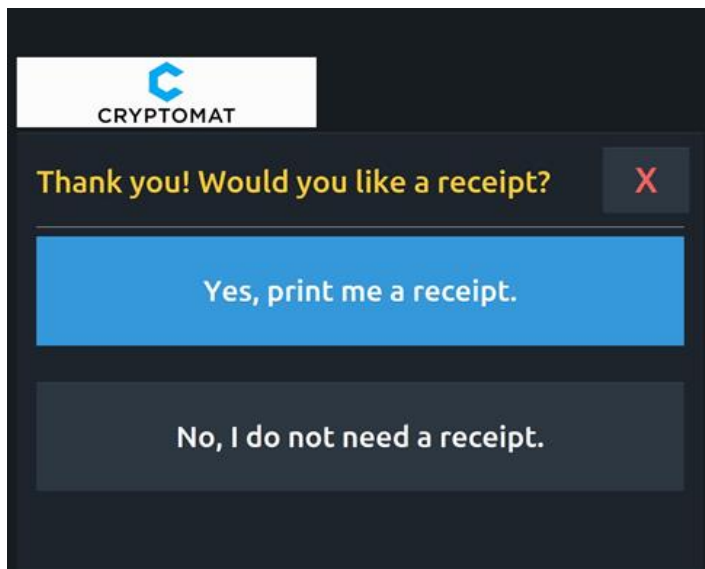 CRYPTOMAT
Thank you! Would you like a receipt?
X
Yes, print me a receipt.
No, I do not need a receipt.